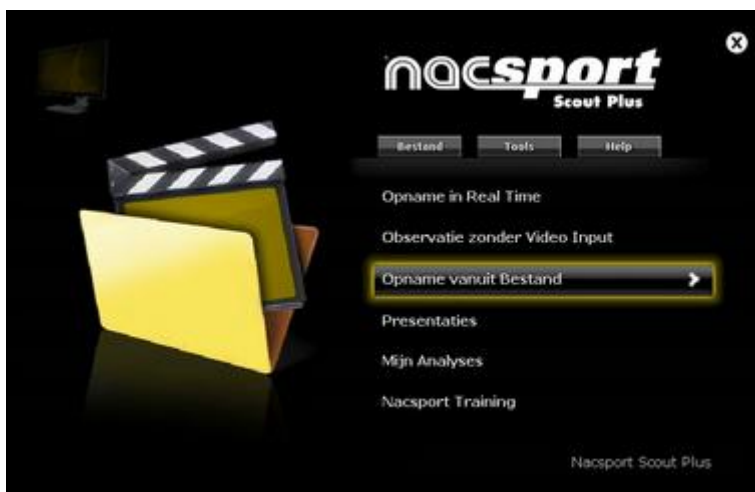 nacsport
Scout Plus
Bestand Tools Help
Opname in Real Time
Observatie zonder Video Input
Opname vanuit Bestand
Presentaties
Mijn Analyses
Nacsport Training
Nacsport Scout Plus